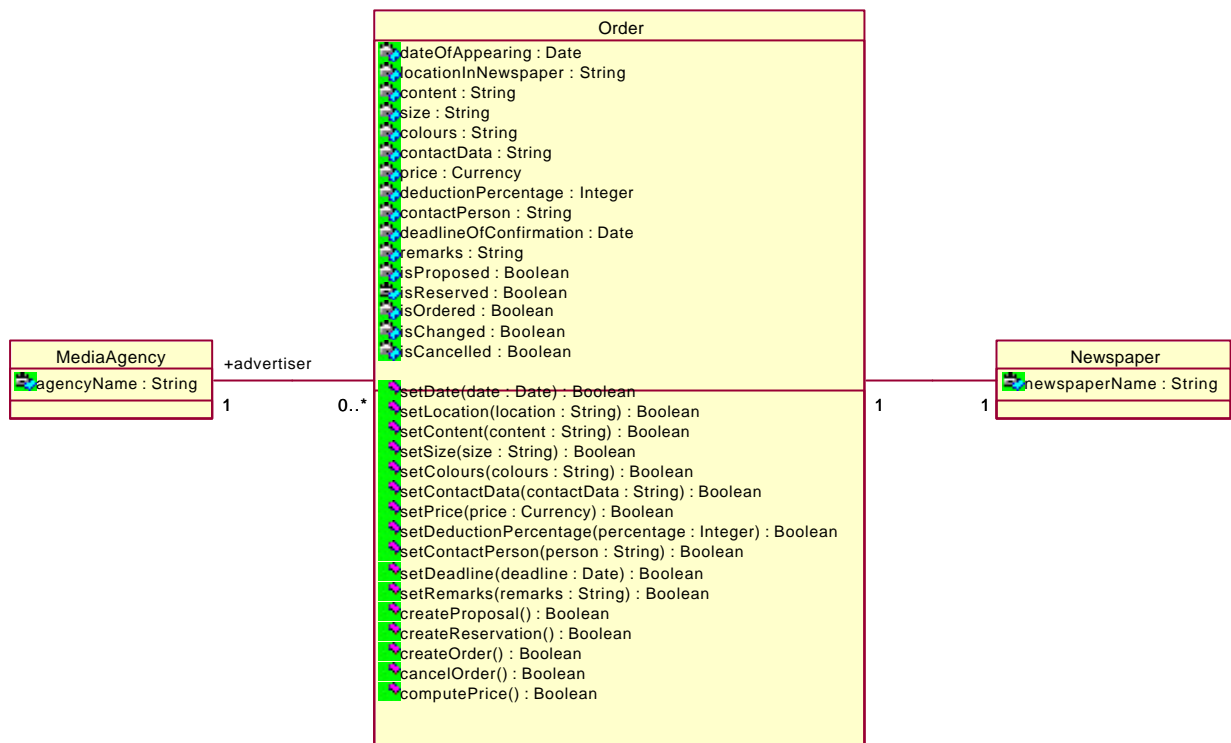 Order
dateOfAppearing : Date
locationInNewspaper : String
content : String
size : String
colours : String
contactData : String
price : Currency
deductionPercentage : Integer
contactPerson : String
deadlineOfConfirmation : Date
remarks : String
isProposed : Boolean
isReserved : Boolean
isOrdered : Boolean
isChanged : Boolean
isCancelled : Boolean
setDate(date : Date) : Boolean
setLocation(location : String) : Boolean
setContent(content : String) : Boolean
setSize(size : String) : Boolean
setColours(colours : String) : Boolean
setContactData(contactData : String) : Boolean
setPrice(price : Currency) : Boolean
setDeductionPercentage(percentage : Integer) : Boolean
setContactPerson(person : String) : Boolean
setDeadline(deadline : Date) : Boolean
setRemarks(remarks : String) : Boolean
createProposal() : Boolean
createReservation() : Boolean
createOrder() : Boolean
cancelOrder() : Boolean
computePrice() : Boolean
MediaAgency
agencyName : String
+advertiser
1
0..*
1
1
Newspaper
newspaperName : String